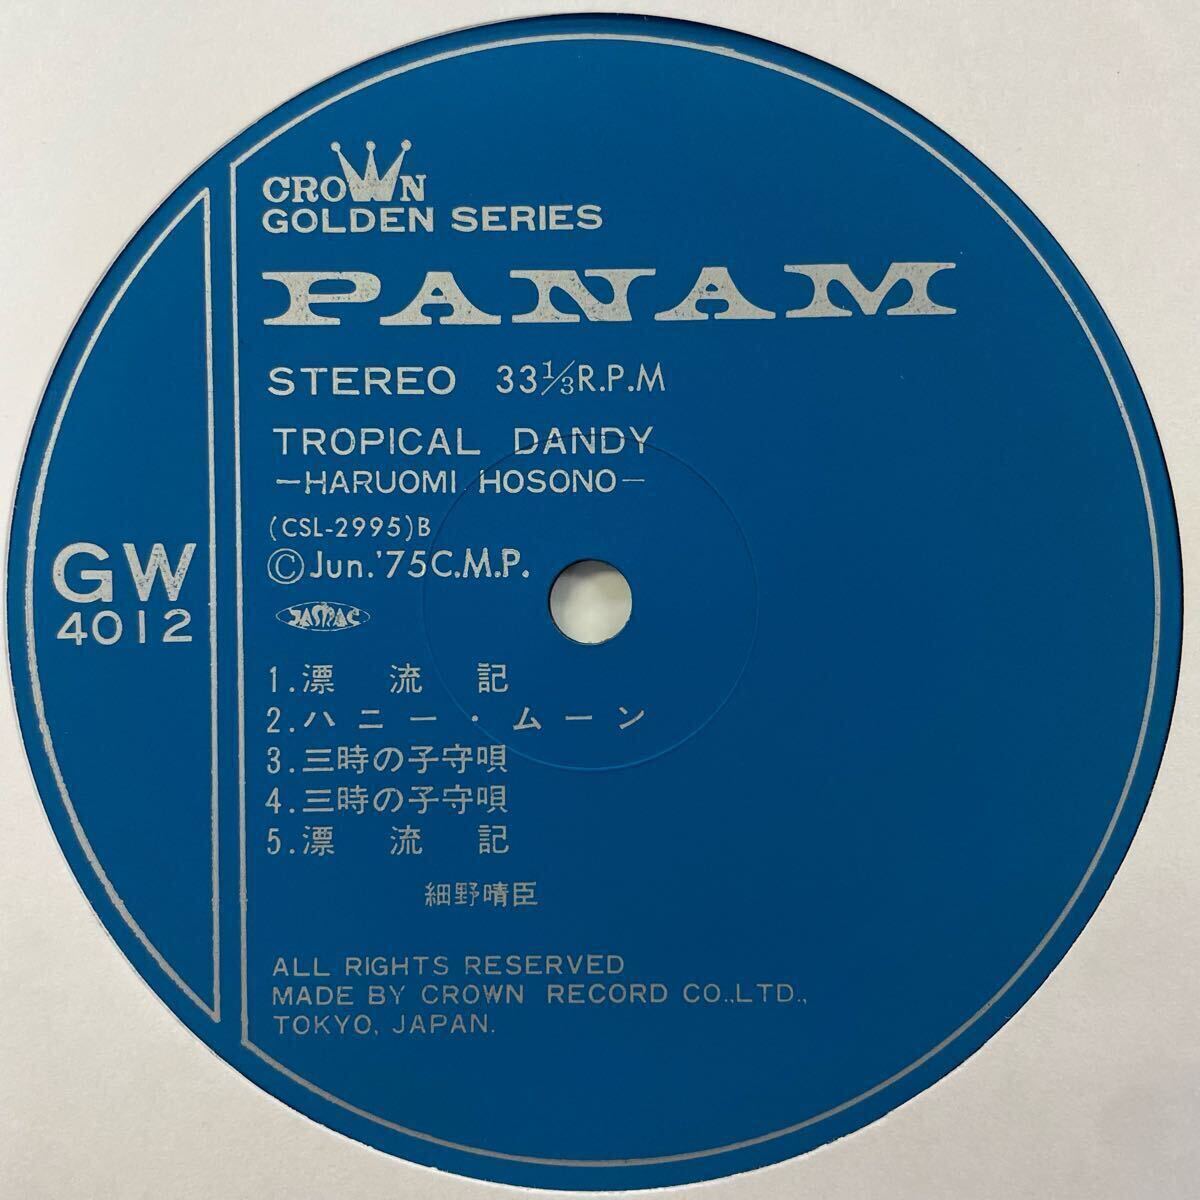 CROWN
GOLDEN SERIES
PANAM
STEREO 33⅓R.P.M
TROPICAL DANDY
—HARUOMI HOSONO—
(CSL-2995)B
©Jun.'75C.M.P.
JASRAC
GW
4012
1.漂流記
2.ハニー・ムーン
3.三時の子守唄
4.三時の子守唄
5.漂流記
細野晴臣
ALL RIGHTS RESERVED
MADE BY CROWN RECORD CO.,LTD.,
TOKYO, JAPAN.